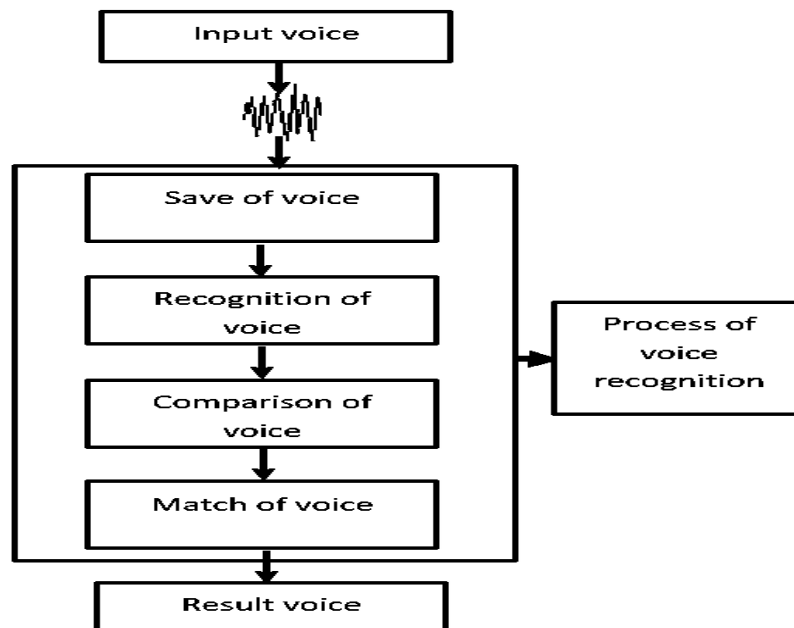 Input voice
Save of voice
Recognition of
voice
Comparison of
voice
Match of voice
Result voice
Process of
voice
recognition